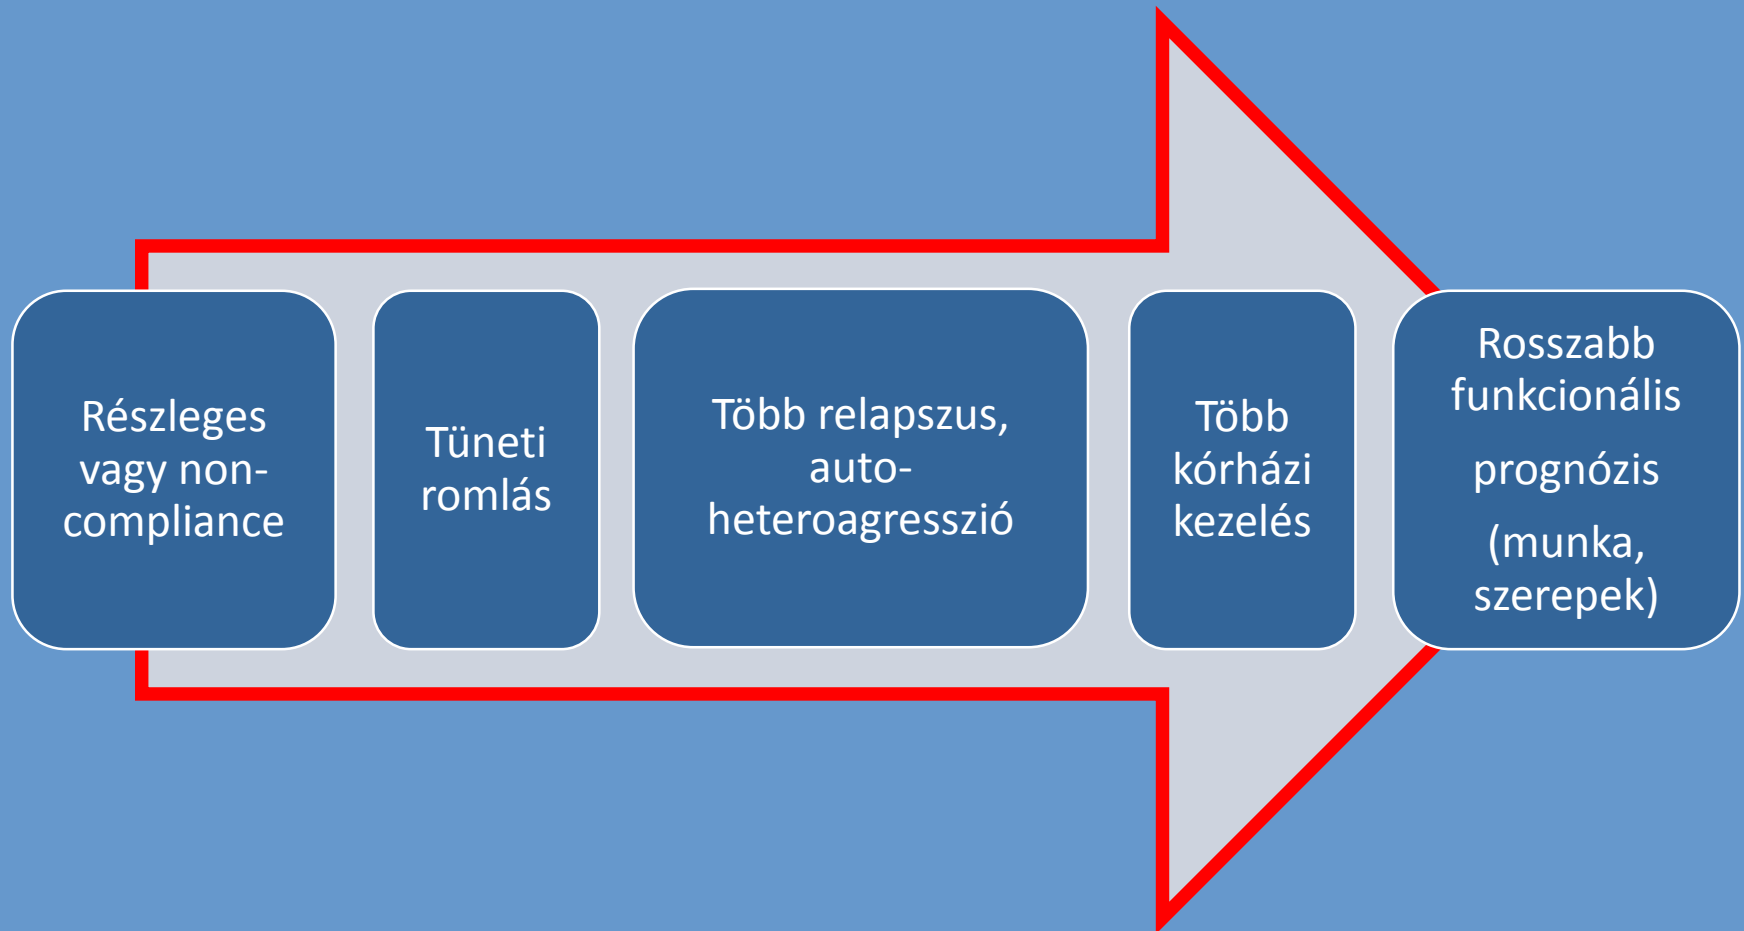 Részleges
vagy non-
compliance
Tüneti
romlás
Több relapszus,
auto-
heteroagresszió
Több
kórházi
kezelés
Rosszabb
funkcionális
prognózis
(munka,
szerepek)